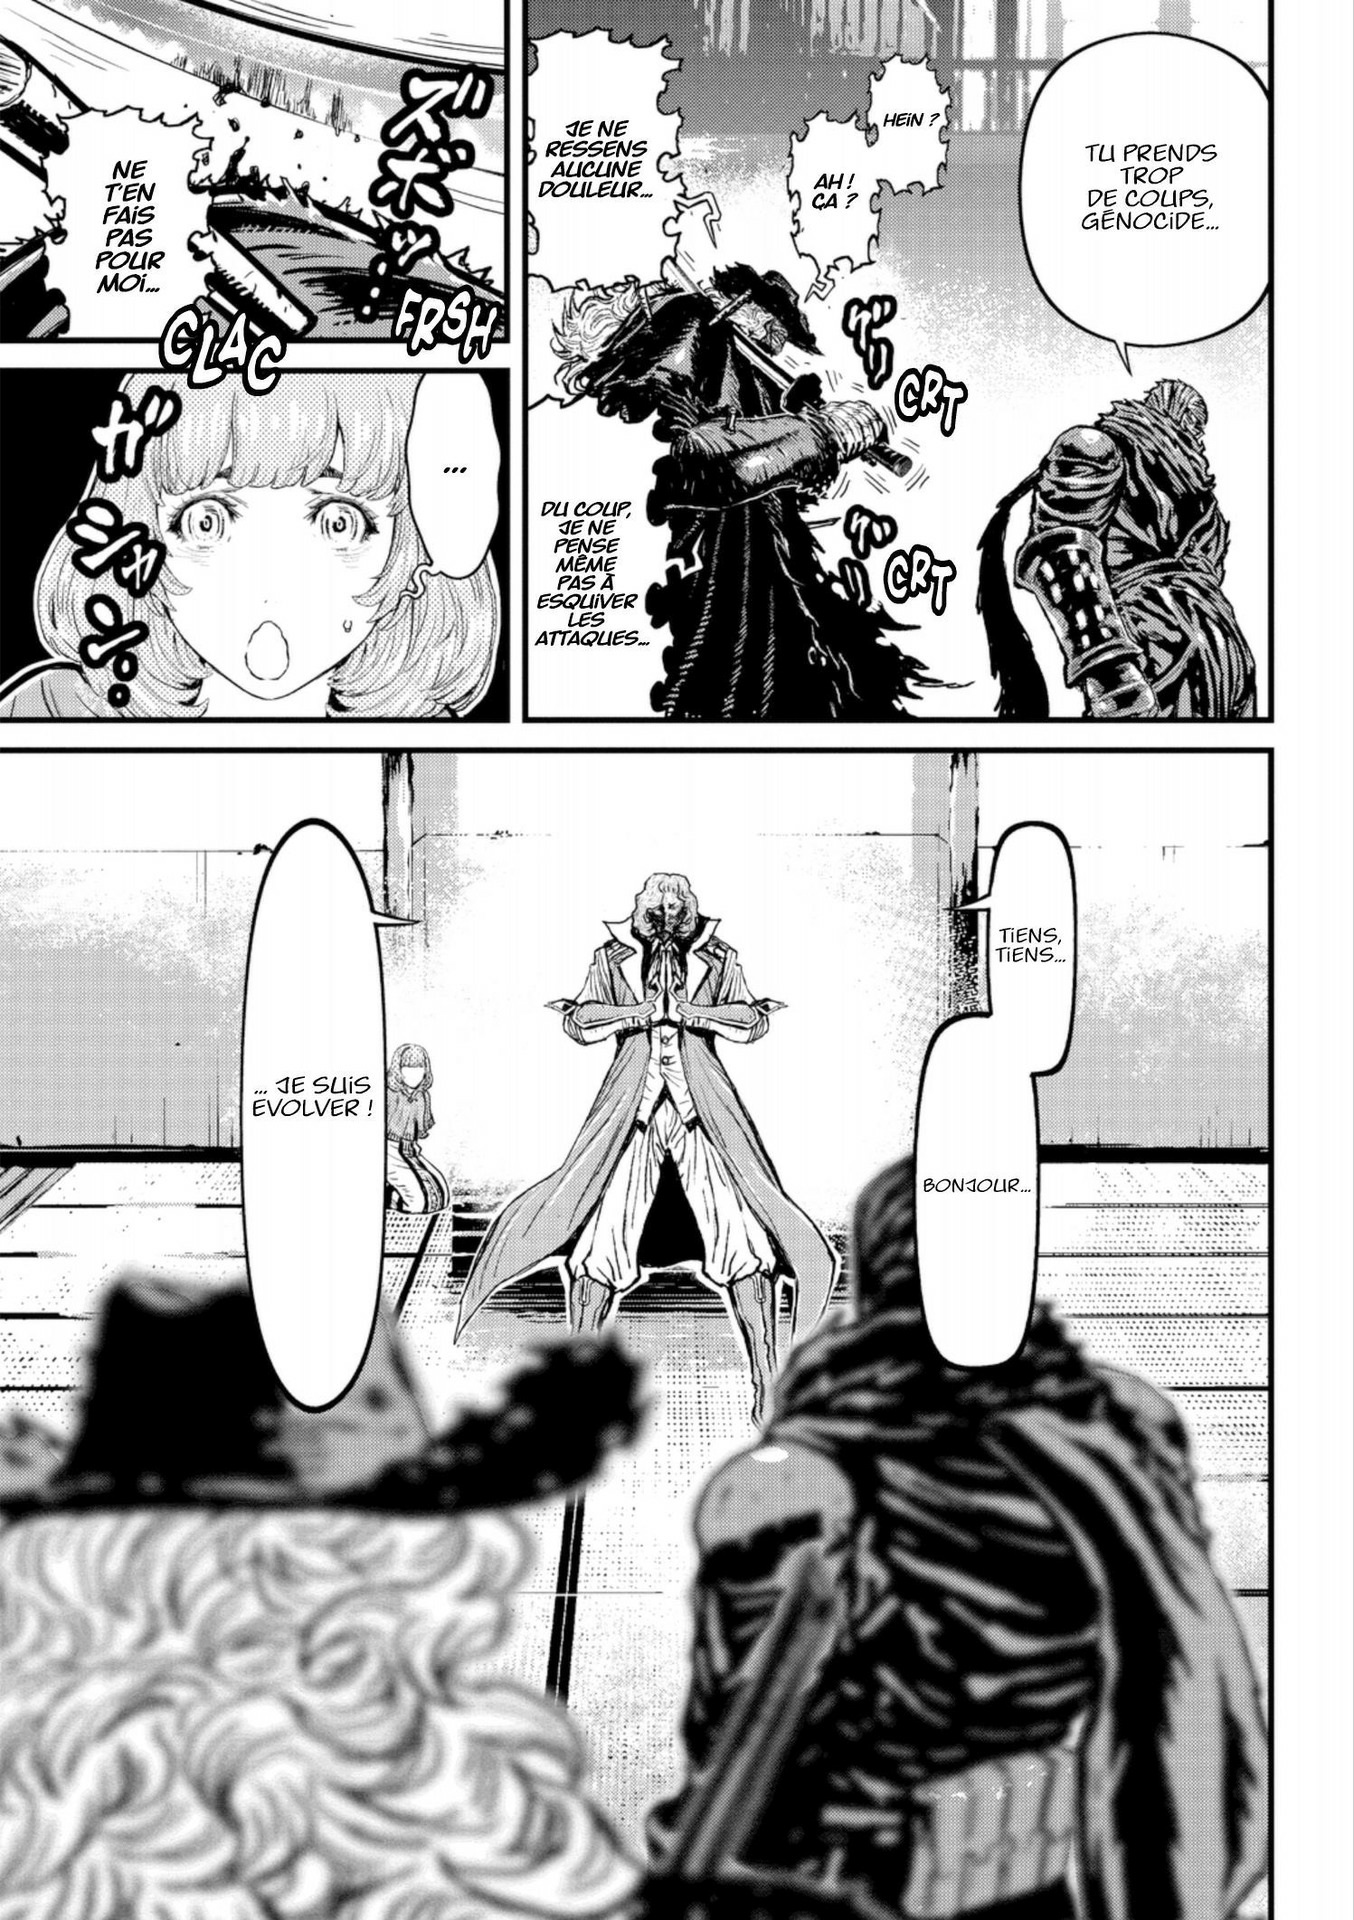 TU PRENDS
TROP
DE COUPS,
GÉNOCIDE...
HEIN ?
AH !
ÇA ?
JE NE
RESSENS
AUCUNE
DOULEUR...
グリ
CRT
グリ
CRT
DU COUP,
JE NE
PENSE
MÊME
PAS À
ESQUIVER
LES
ATTAQUES...
ズボッ...
FRSH
NE
T'EN
FAIS
PAS
POUR
MOI...
CLAC
...
ガシャン。
TIENS,
TIENS...
BONJOUR...
... JE SUIS
EVOLVER !